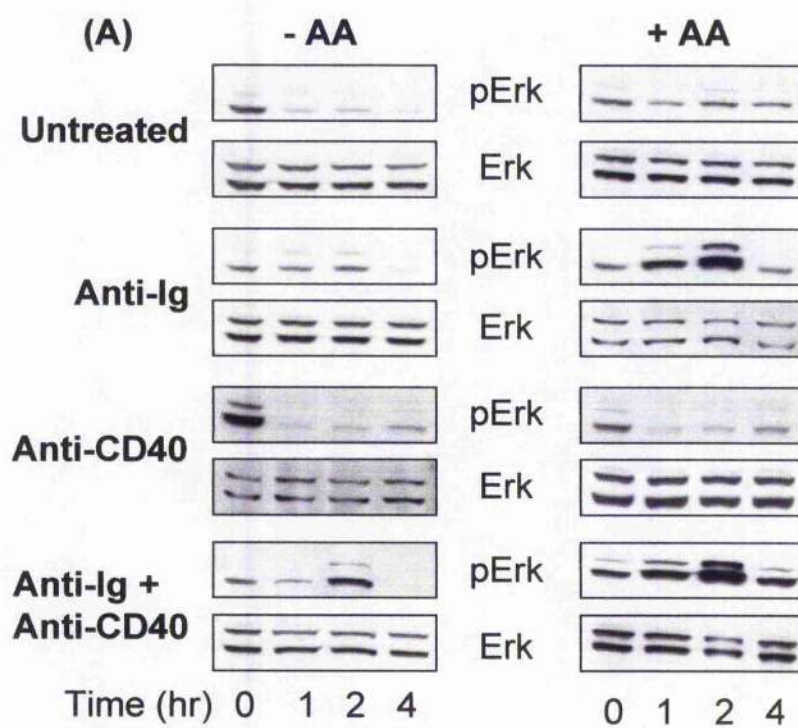 (A) - AA + AA
pErk
Untreated
Erk
pErk
Anti-Ig
Erk
pErk
Anti-CD40
Erk
pErk
Anti-Ig +
Anti-CD40
Erk
Time (hr) 0 1 2 4 0 1 2 4